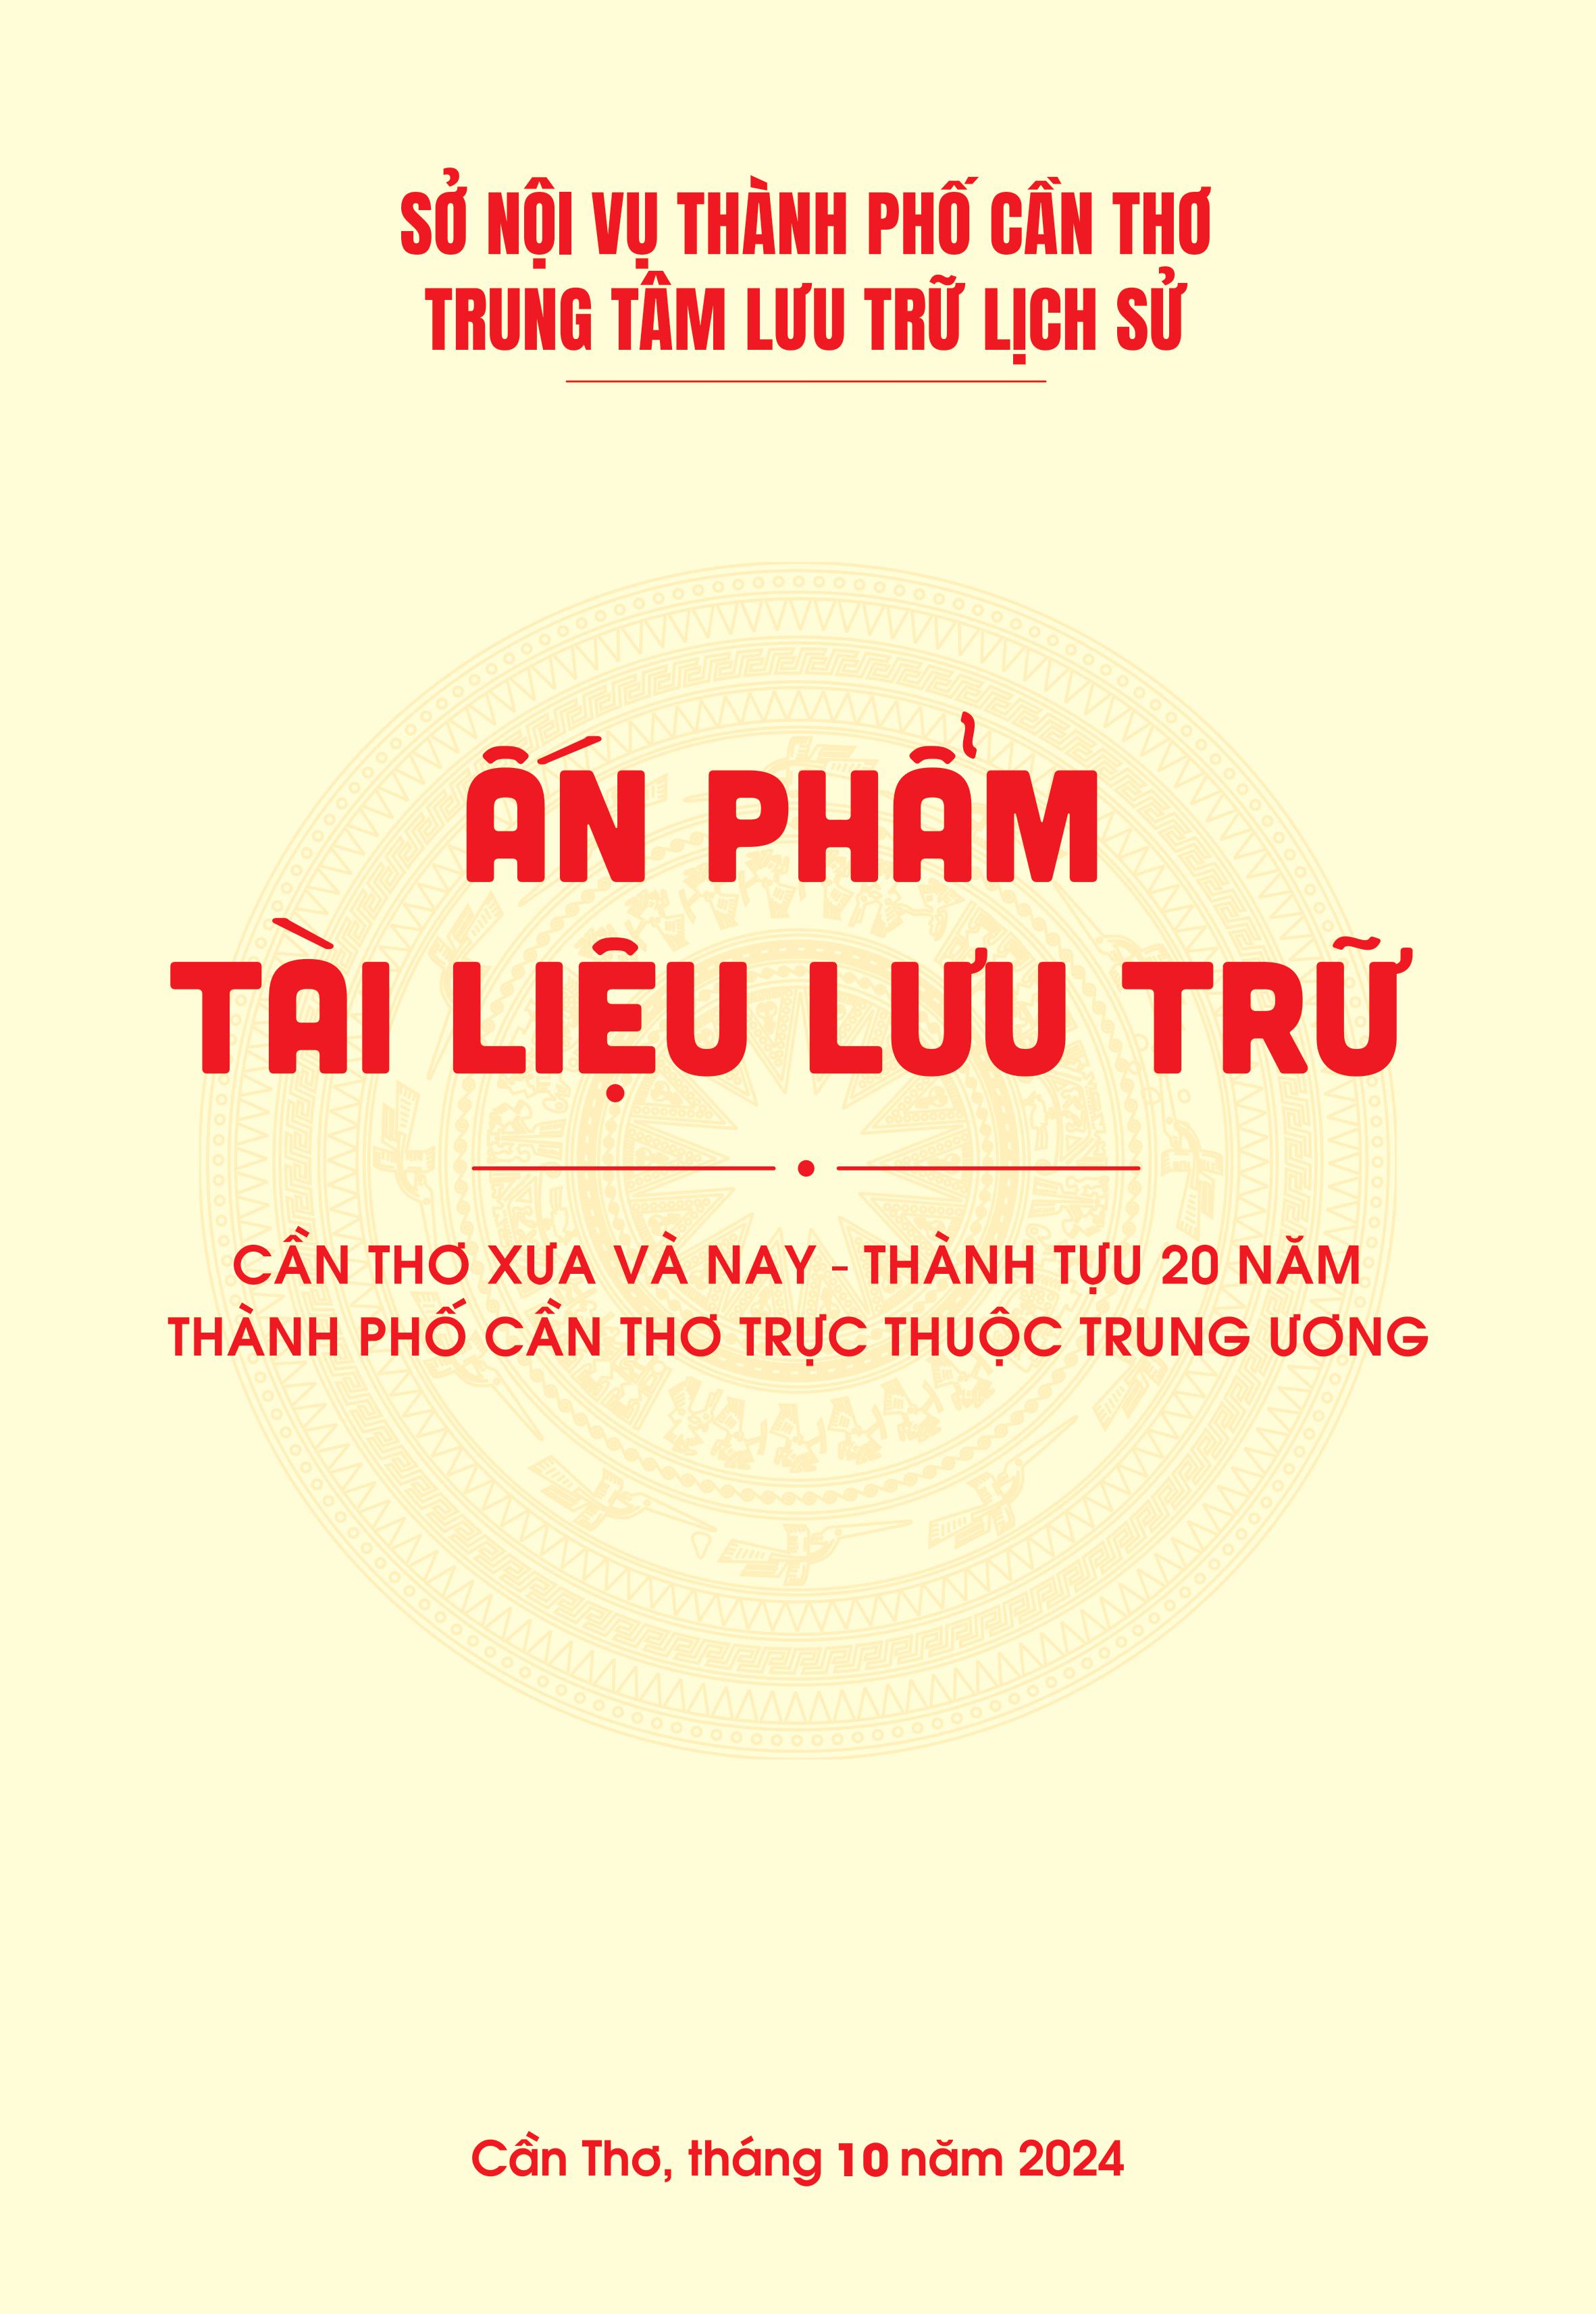 SỞ NỘI VỤ THÀNH PHỐ CẦN THƠ
TRUNG TÂM LƯU TRỮ LỊCH SỬ
ẤN PHẨM
TÀI LIỆU LƯU TRỮ
CẦN THƠ XƯA VÀ NAY - THÀNH TỰU 20 NĂM
THÀNH PHỐ CẦN THƠ TRỰC THUỘC TRUNG ƯƠNG
Cần Thơ, tháng 10 năm 2024